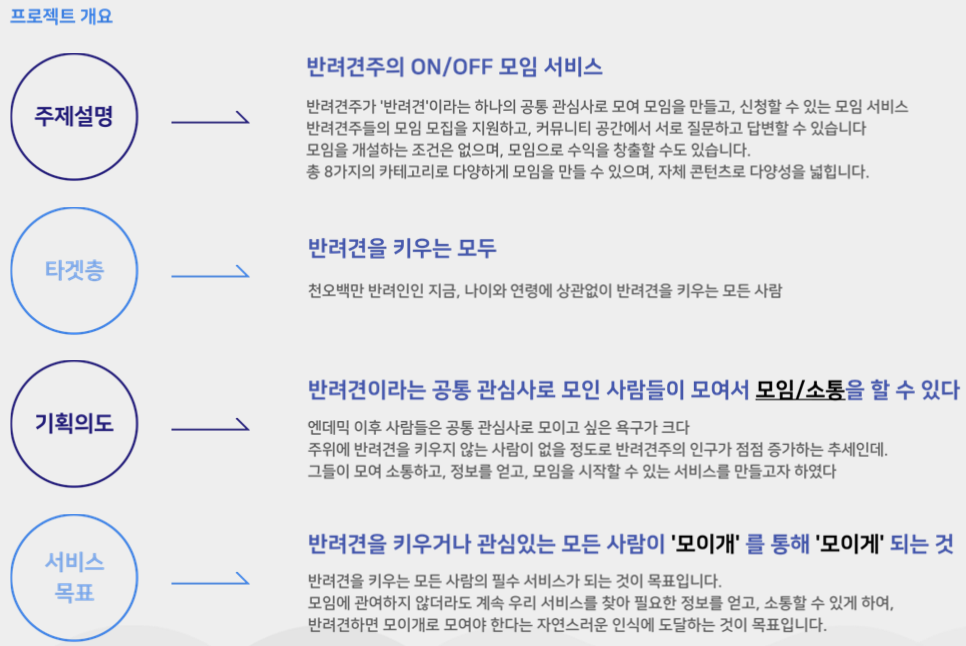 프로젝트 개요
주제설명
반려견주의 ON/OFF 모임 서비스
반려견주가 '반려견'이라는 하나의 공통 관심사로 모여 모임을 만들고, 신청할 수 있는 모임 서비스
반려견주들의 모임 모집을 지원하고, 커뮤니티 공간에서 서로 질문하고 답변할 수 있습니다
모임을 개설하는 조건은 없으며, 모임으로 수익을 창출할 수도 있습니다.
총 8가지의 카테고리로 다양하게 모임을 만들 수 있으며, 자체 콘텐츠로 다양성을 넓힙니다.
타겟층
반려견을 키우는 모두
천오백만 반려인인 지금, 나이와 연령에 상관없이 반려견을 키우는 모든 사람
기획의도
반려견이라는 공통 관심사로 모인 사람들이 모여서 모임/소통을 할 수 있다
엔데믹 이후 사람들은 공통 관심사로 모이고 싶은 욕구가 크다
주위에 반려견을 키우지 않는 사람이 없을 정도로 반려견주의 인구가 점점 증가하는 추세인데.
그들이 모여 소통하고, 정보를 얻고, 모임을 시작할 수 있는 서비스를 만들고자 하였다
서비스
목표
반려견을 키우거나 관심있는 모든 사람이 '모이개' 를 통해 '모이게' 되는 것
반려견을 키우는 모든 사람의 필수 서비스가 되는 것이 목표입니다.
모임에 관여하지 않더라도 계속 우리 서비스를 찾아 필요한 정보를 얻고, 소통할 수 있게 하여,
반려견하면 모이개로 모여야 한다는 자연스러운 인식에 도달하는 것이 목표입니다.